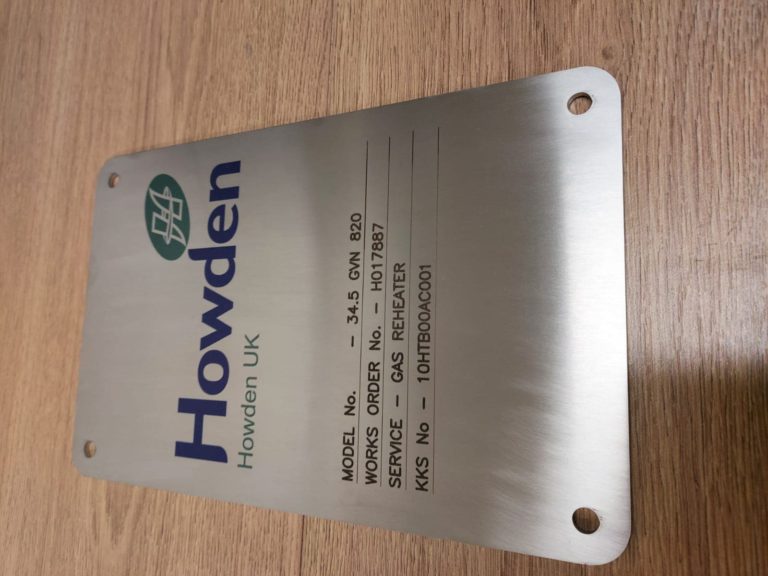 Howden
Howden UK
MODEL No. - 34.5 GVN 820
WORKS ORDER No. - H017887
SERVICE - GAS REHEATER
KKS No - 10HTB00AC001